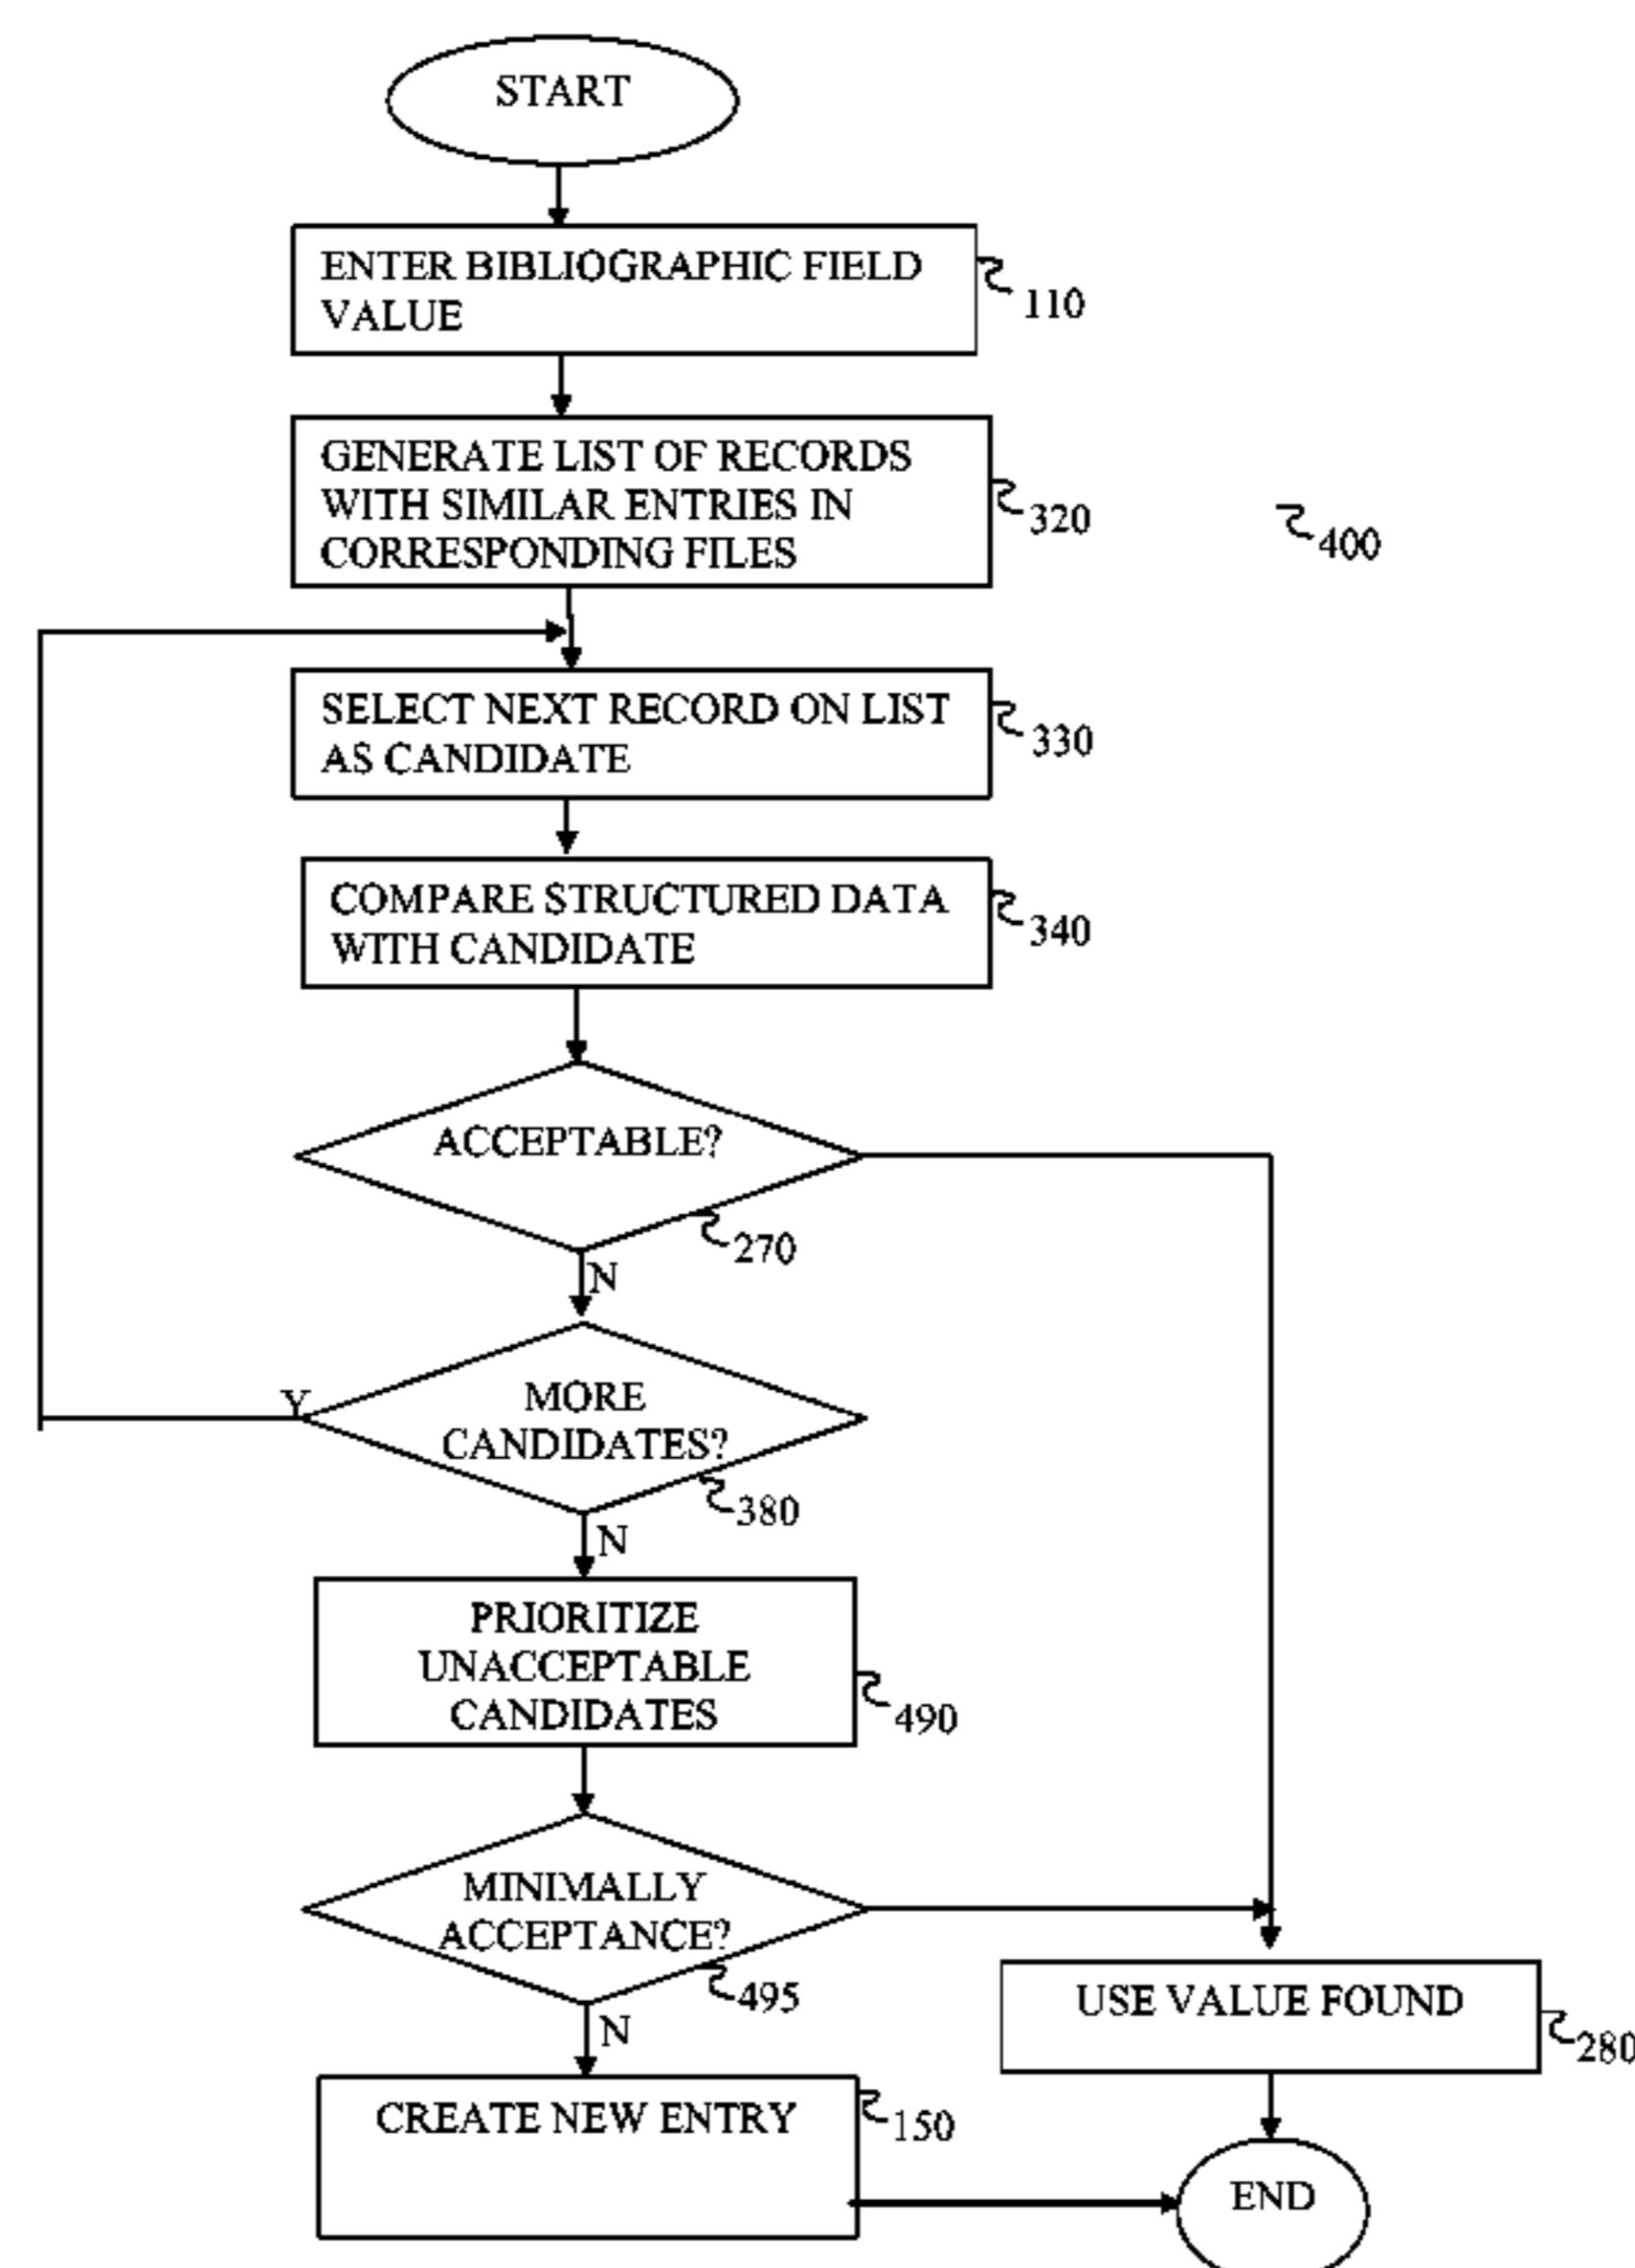 START
ENTER BIBLIOGRAPHIC FIELD
VALUE
110
GENERATE LIST OF RECORDS
WITH SIMILAR ENTRIES IN
CORRESPONDING FILES
320
400
SELECT NEXT RECORD ON LIST
AS CANDIDATE
330
COMPARE STRUCTURED DATA
WITH CANDIDATE
340
ACCEPTABLE?
270
N
MORE
CANDIDATES?
Y
380
N
PRIORITIZE
UNACCEPTABLE
CANDIDATES
490
MINIMALLY
ACCEPTANCE?
495
N
USE VALUE FOUND
280
CREATE NEW ENTRY
150
END